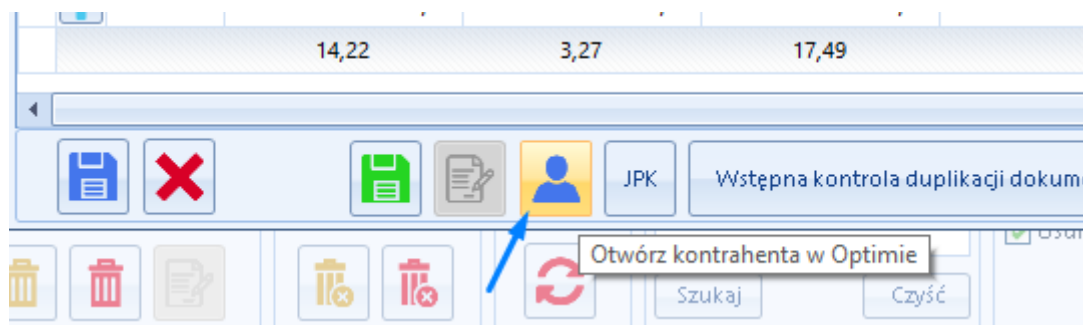 14,22 3,27 17,49
JPK Wstępna kontrola duplikacji dokum
Otwórz kontrahenta w Optimie
Szukaj Czyść